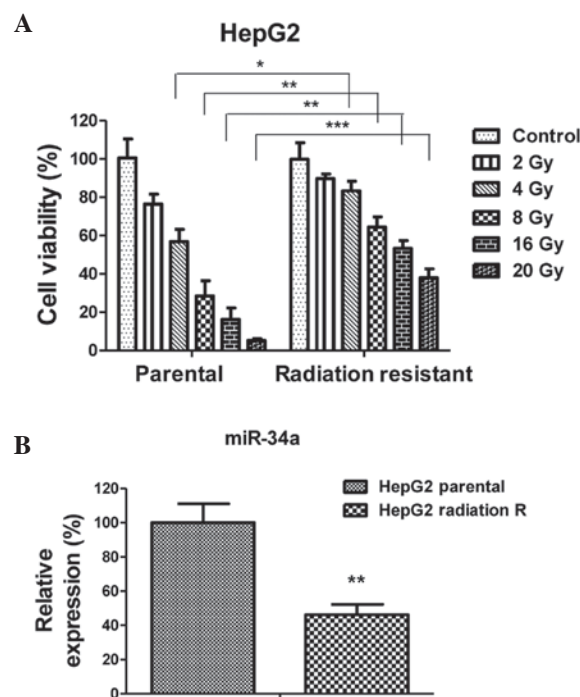 A
HepG2
*
**
**
***
Cell viability (%)
120
100
80
60
40
20
0
Parental
Radiation resistant
Control
2 Gy
4 Gy
8 Gy
16 Gy
20 Gy
B
miR-34a
Relative
expression (%)
120
100
80
60
40
20
0
**
HepG2 parental
HepG2 radiation R